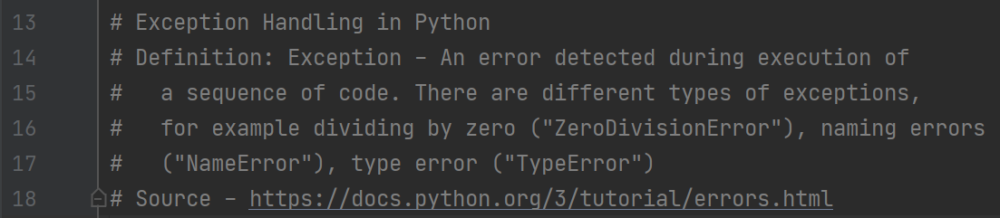 13 # Exception Handling in Python
14 # Definition: Exception – An error detected during execution of
15 #   a sequence of code. There are different types of exceptions,
16 #   for example dividing by zero ("ZeroDivisionError"), naming errors
17 #   ("NameError"), type error ("TypeError")
18 # Source – https://docs.python.org/3/tutorial/errors.html